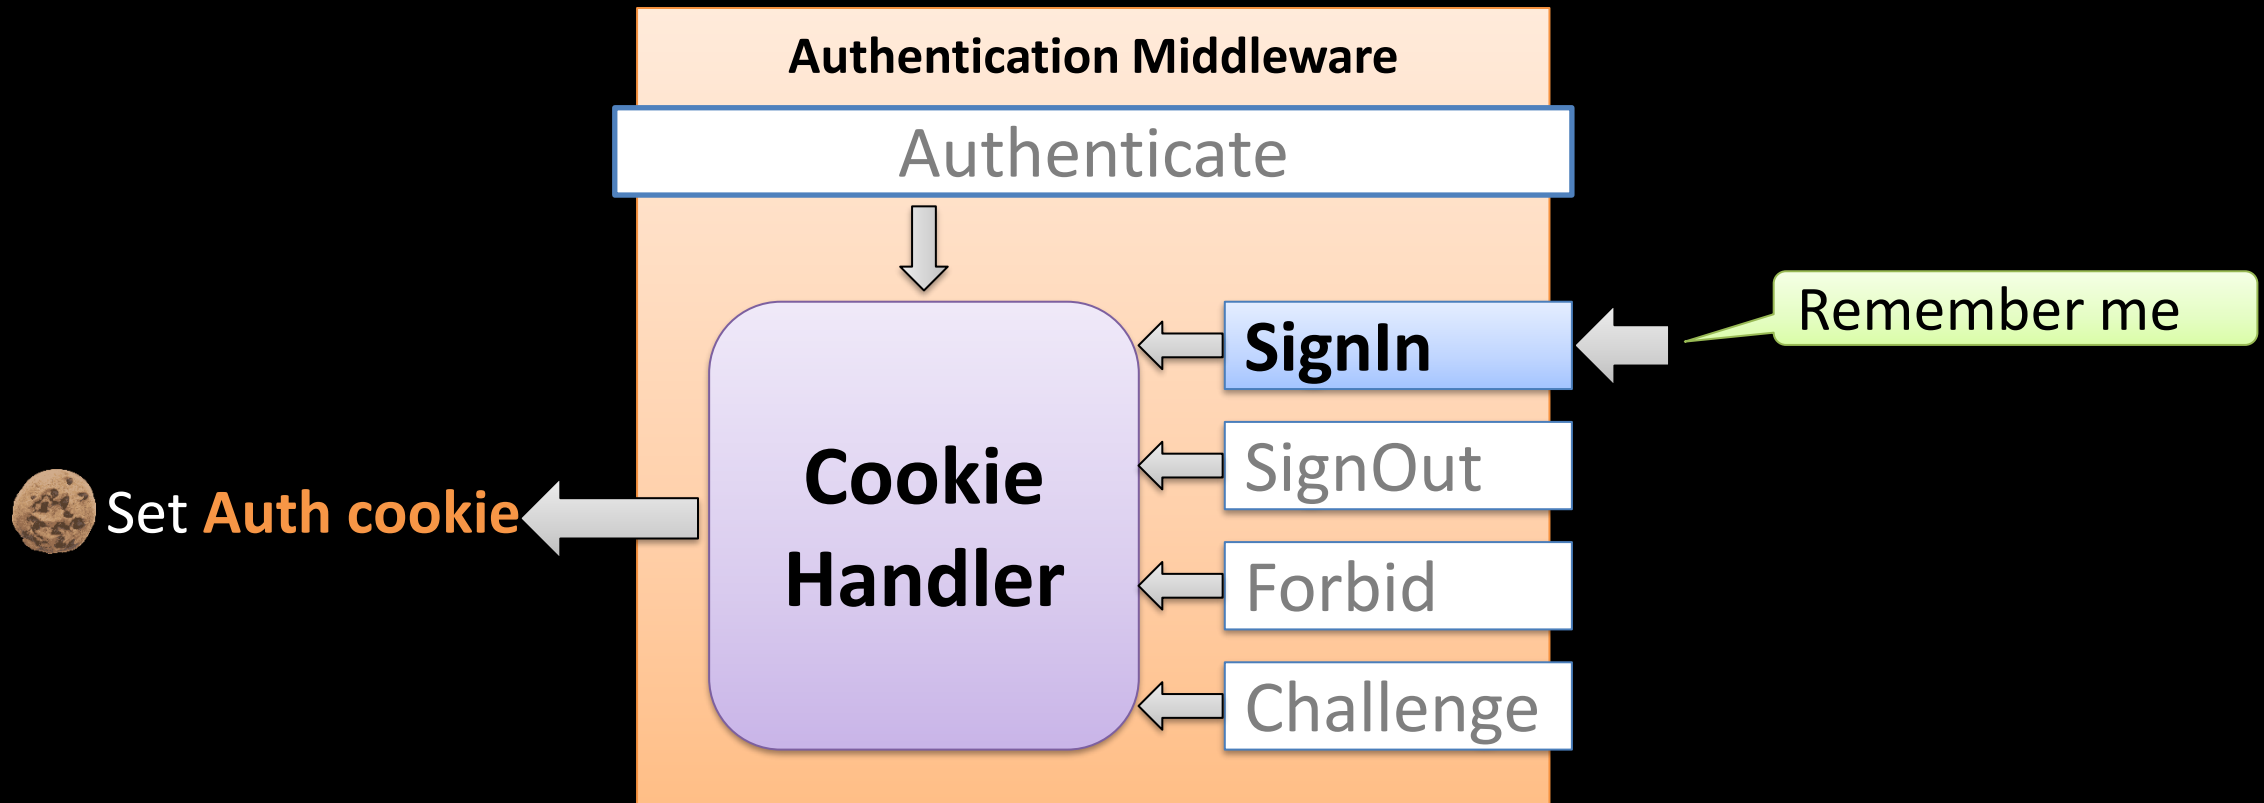 Authentication Middleware
Authenticate
Remember me
SignIn
Cookie
Handler
SignOut
Set Auth cookie
Forbid
Challenge